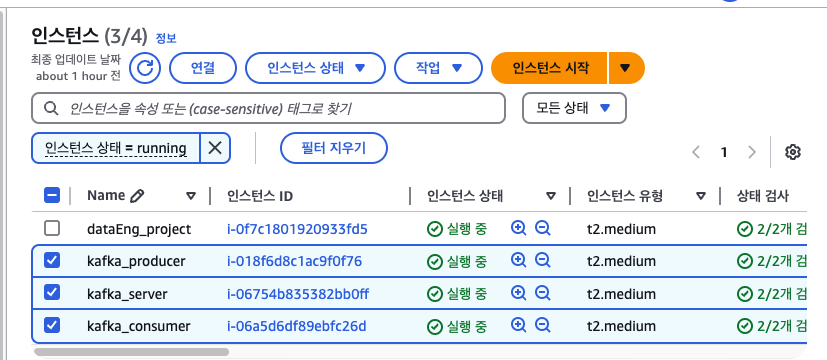 인스턴스 (3/4) 정보
최종 업데이트 날짜
about 1 hour 전
연결
인스턴스 상태
작업
인스턴스 시작
인스턴스을 속성 또는 (case-sensitive) 태그로 찾기
모든 상태
인스턴스 상태 = running
필터 지우기
1
Name 인스턴스 ID 인스턴스 상태 인스턴스 유형 상태 검사
dataEng_project i-0f7c1801920933fd5 실행 중 t2.medium 2/2개 검
kafka_producer i-018f6d8c1ac9f0f76 실행 중 t2.medium 2/2개 검
kafka_server i-06754b835382bb0ff 실행 중 t2.medium 2/2개 검
kafka_consumer i-06a5d6df89ebfc26d 실행 중 t2.medium 2/2개 검